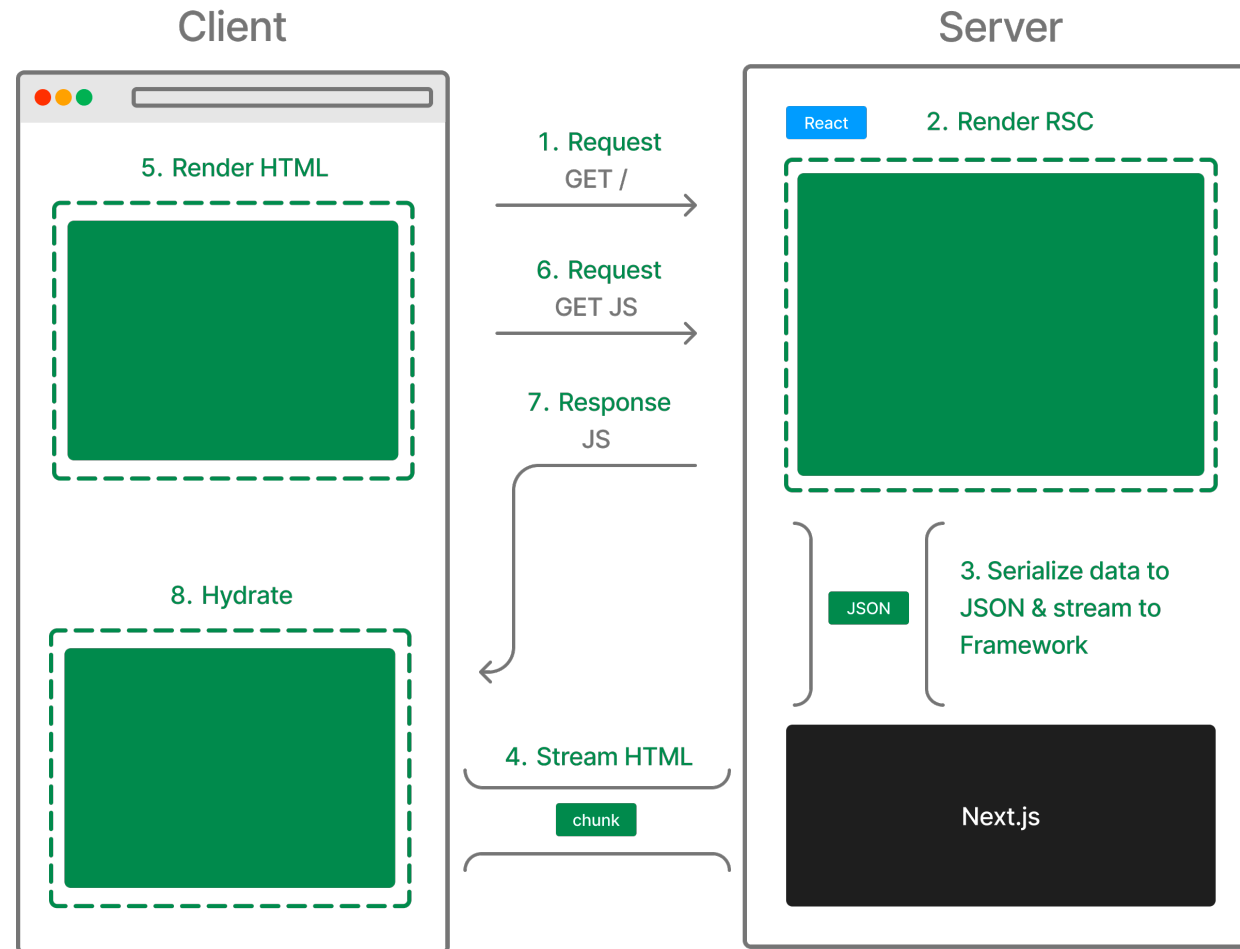 Client
Server
5. Render HTML
1. Request
GET /
6. Request
GET JS
7. Response
JS
8. Hydrate
4. Stream HTML
chunk
React
2. Render RSC
JSON
3. Serialize data to
JSON & stream to
Framework
Next.js